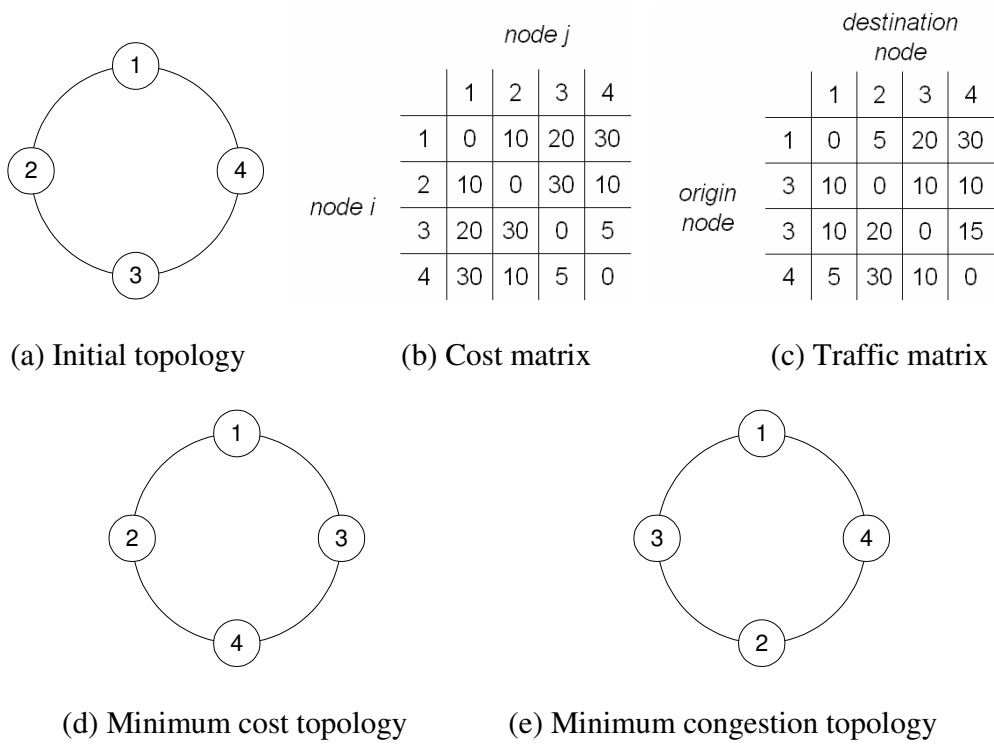 1
2
4
3
(a) Initial topology
node j
1 2 3 4
1 0 10 20 30
2 10 0 30 10
node i
3 20 30 0 5
4 30 10 5 0
(b) Cost matrix
destination
node
1 2 3 4
1 0 5 20 30
3 10 0 10 10
origin
node
3 10 20 0 15
4 5 30 10 0
(c) Traffic matrix
1
2 3
4
(d) Minimum cost topology
1
3 4
2
(e) Minimum congestion topology